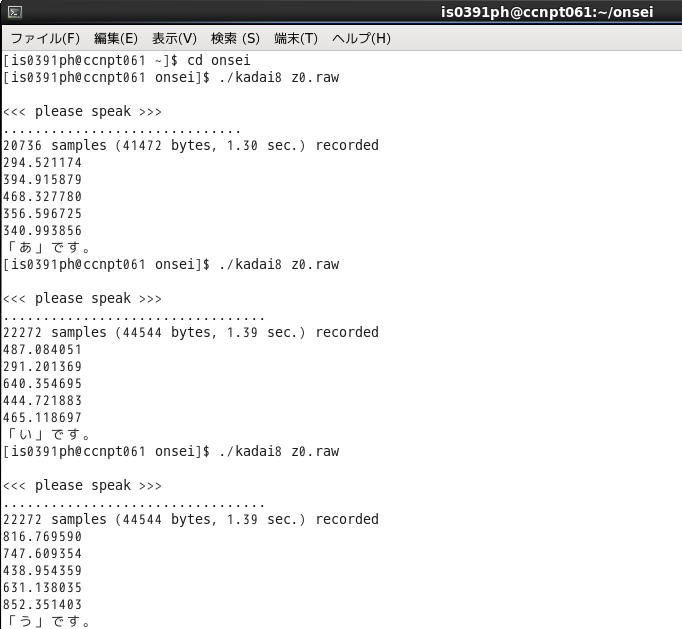 is0391ph@ccnpt061:~/onsei
ファイル(F) 編集(E) 表示(V) 検索 (S) 端末(T) ヘルプ(H)
[is0391ph@ccnpt061 ~]$ cd onsei
[is0391ph@ccnpt061 onsei]$ ./kadai8 z0.raw
<<< please speak >>>
..............................
20736 samples (41472 bytes, 1.30 sec.) recorded
294.521174
394.915879
468.327780
356.596725
340.993856
「あ」です。
[is0391ph@ccnpt061 onsei]$ ./kadai8 z0.raw
<<< please speak >>>
.................................
22272 samples (44544 bytes, 1.39 sec.) recorded
487.084051
291.201369
640.354695
444.721883
465.118697
「い」です。
[is0391ph@ccnpt061 onsei]$ ./kadai8 z0.raw
<<< please speak >>>
.................................
22272 samples (44544 bytes, 1.39 sec.) recorded
816.769590
747.609354
438.954359
631.138035
852.351403
「う」です。